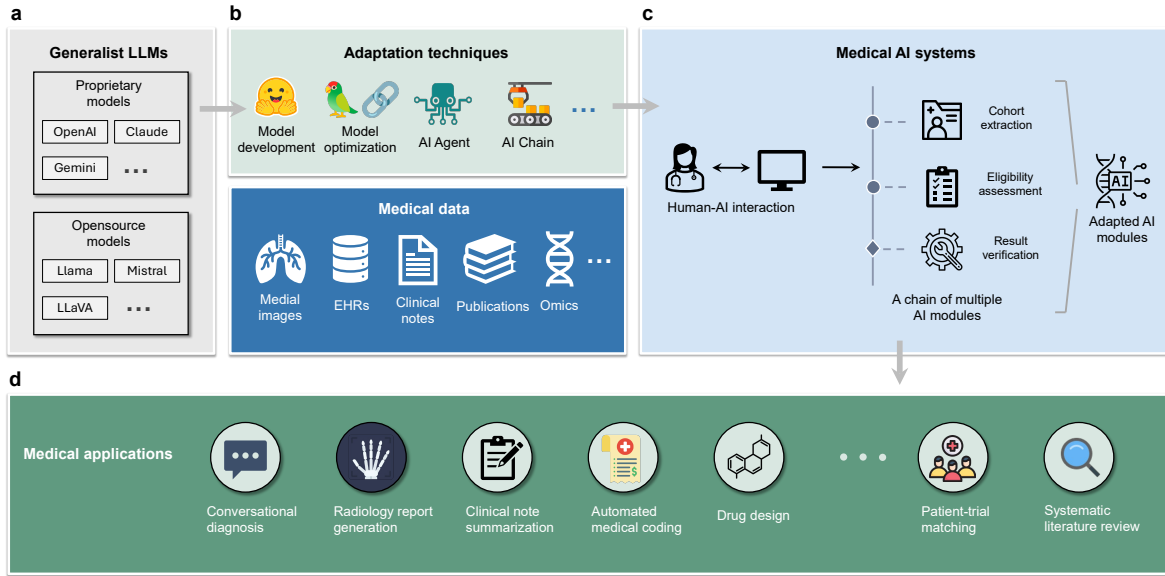 a
Generalist LLMs
Proprietary
models
OpenAI
Claude
Gemini
...
Opensource
models
Llama
Mistral
LLaVA
...
b
Adaptation techniques
Model
development
Model
optimization
AI Agent
AI Chain
...
Medical data
Medial
images
EHRs
Clinical
notes
Publications
Omics
...
c
Medical AI systems
Human-AI interaction
Cohort
extraction
Eligibility
assessment
Result
verification
A chain of multiple
AI modules
AI
Adapted AI
modules
d
Medical applications
Conversational
diagnosis
Radiology report
generation
Clinical note
summarization
$
Automated
medical coding
Drug design
...
Patient-trial
matching
Systematic
literature review